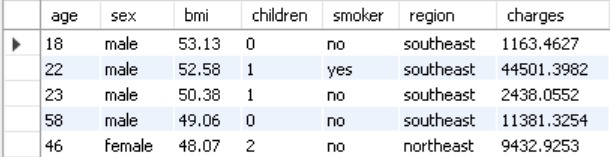 age sex bmi children smoker region charges
18 male 53.13 0 no southeast 1163.4627
22 male 52.58 1 yes southeast 44501.3982
23 male 50.38 1 no southeast 2438.0552
58 male 49.06 0 no southeast 11381.3254
46 female 48.07 2 no northeast 9432.9253